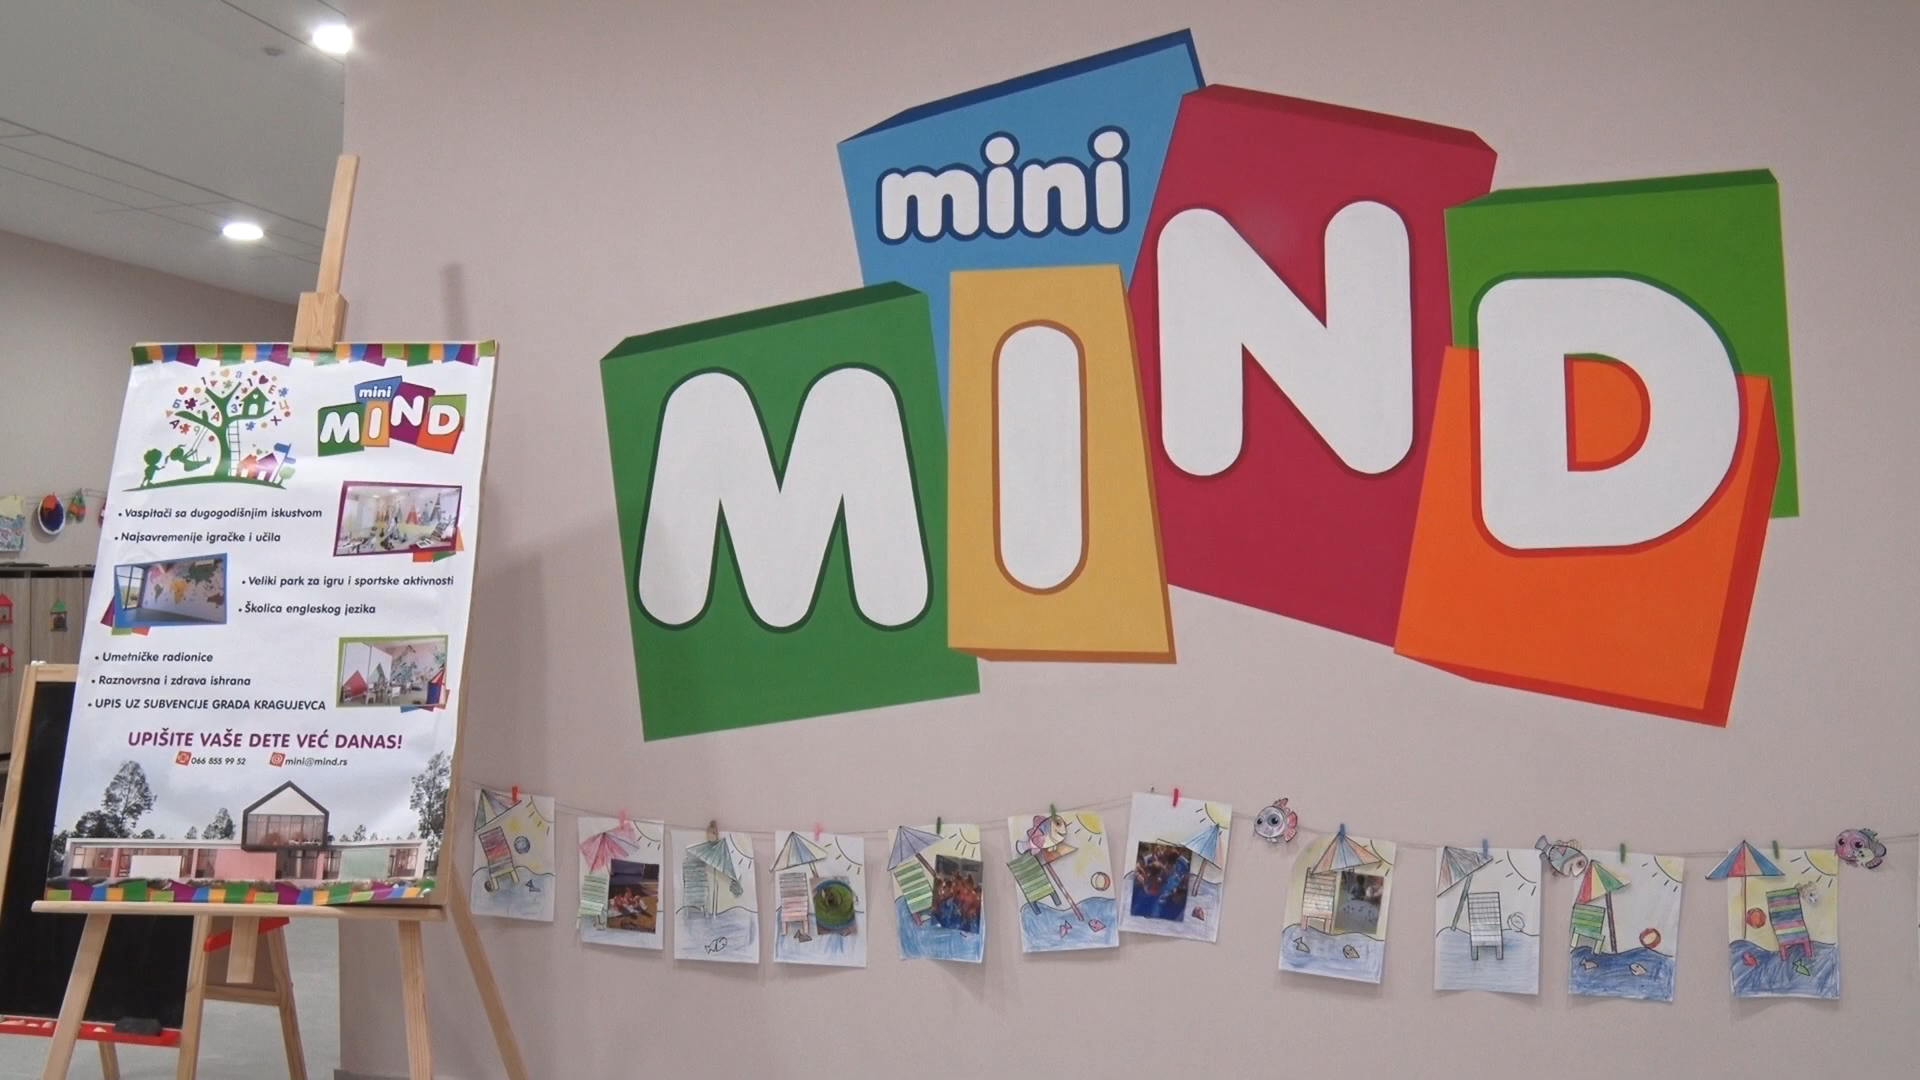 mini
MIND
mini
MIND
• Vaspitači sa dugogodišnjim iskustvom
• Najsavremenije igračke i učila
• Veliki park za igru i sportske aktivnosti
• Školica engleskog jezika
• Umetničke radionice
• Raznovrsna i zdrava ishrana
• UPIS UZ SUBVENCIJE GRADA KRAGUJEVCA
UPIŠITE VAŠE DETE VEĆ DANAS!
066 855 99 52 @ mini@mind.rs